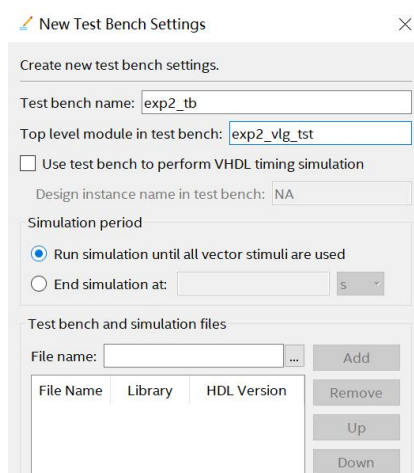 New Test Bench Settings
Create new test bench settings.
Test bench name: exp2_tb
Top level module in test bench: exp2_vlg_tst
Use test bench to perform VHDL timing simulation
Design instance name in test bench: NA
Simulation period
Run simulation until all vector stimuli are used
End simulation at: s
Test bench and simulation files
File name: ... Add
File Name Library HDL Version Remove
Up
Down